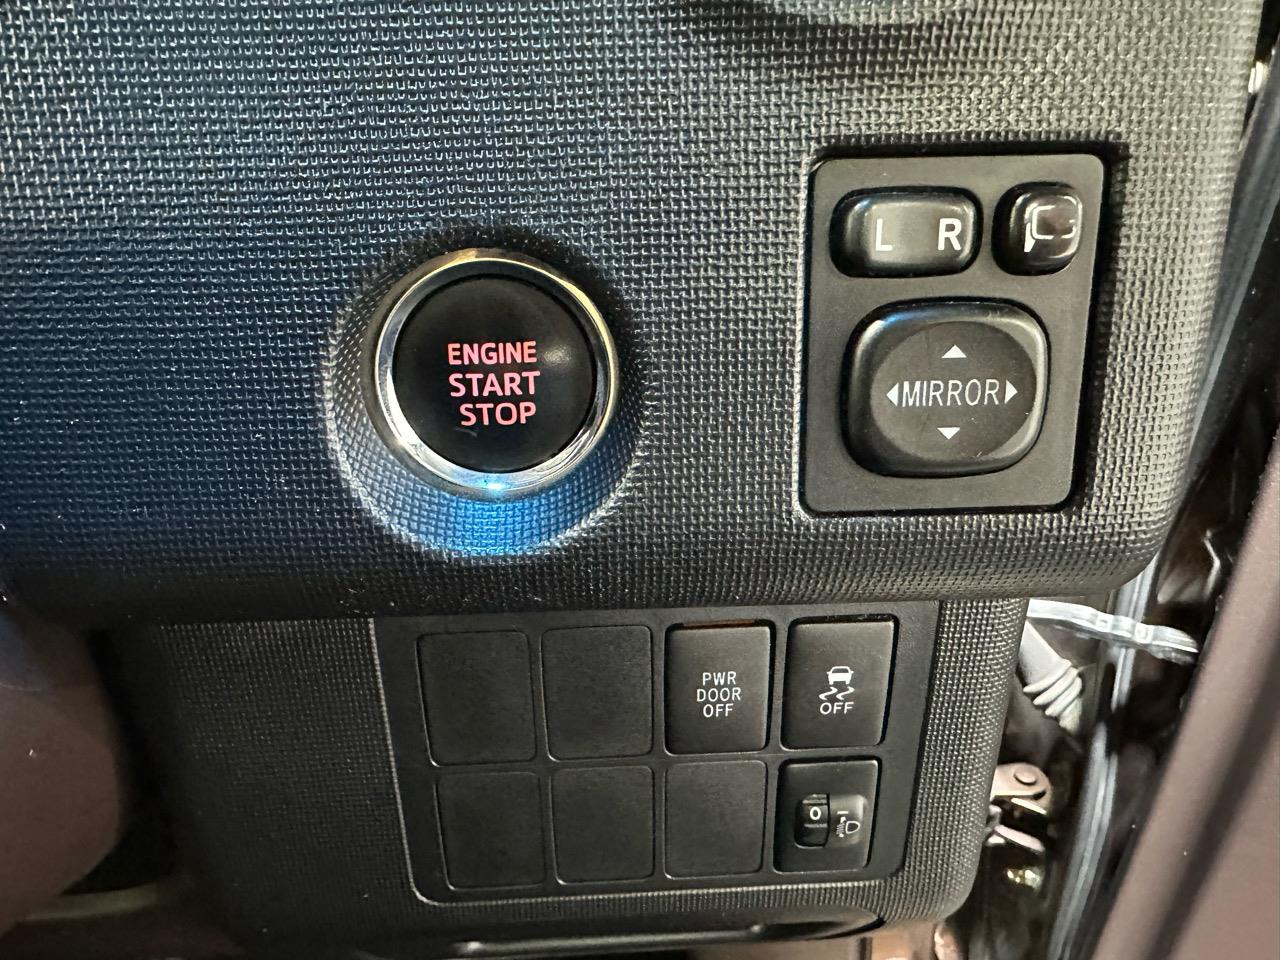 L R
ENGINE
START
STOP
MIRROR
PWR
DOOR
OFF
OFF
0